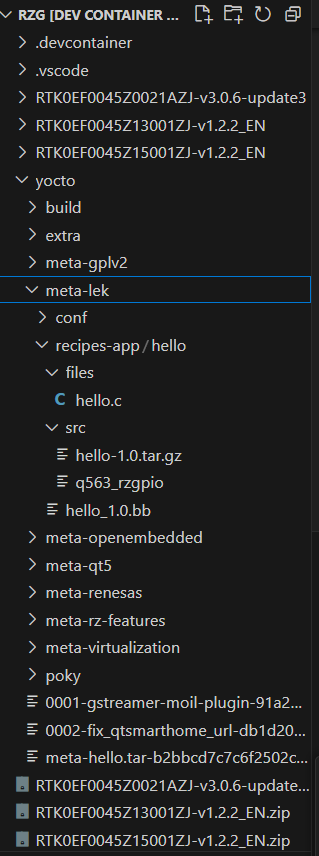 RZG [DEV CONTAINER ...
.devcontainer
.vscode
RTK0EF0045Z0021AZJ-v3.0.6-update3
RTK0EF0045Z13001ZJ-v1.2.2_EN
RTK0EF0045Z15001ZJ-v1.2.2_EN
yocto
build
extra
meta-gplv2
meta-lek
conf
recipes-app/hello
files
C hello.c
src
hello-1.0.tar.gz
q563_rzgpio
hello_1.0.bb
meta-openembedded
meta-qt5
meta-renesas
meta-rz-features
meta-virtualization
poky
0001-gstreamer-moil-plugin-91a2...
0002-fix_qtsmarthome_url-db1d20...
meta-hello.tar-b2bbcd7c7c6f2502c...
RTK0EF0045Z0021AZJ-v3.0.6-update...
RTK0EF0045Z13001ZJ-v1.2.2_EN.zip
RTK0EF0045Z15001ZJ-v1.2.2_EN.zip